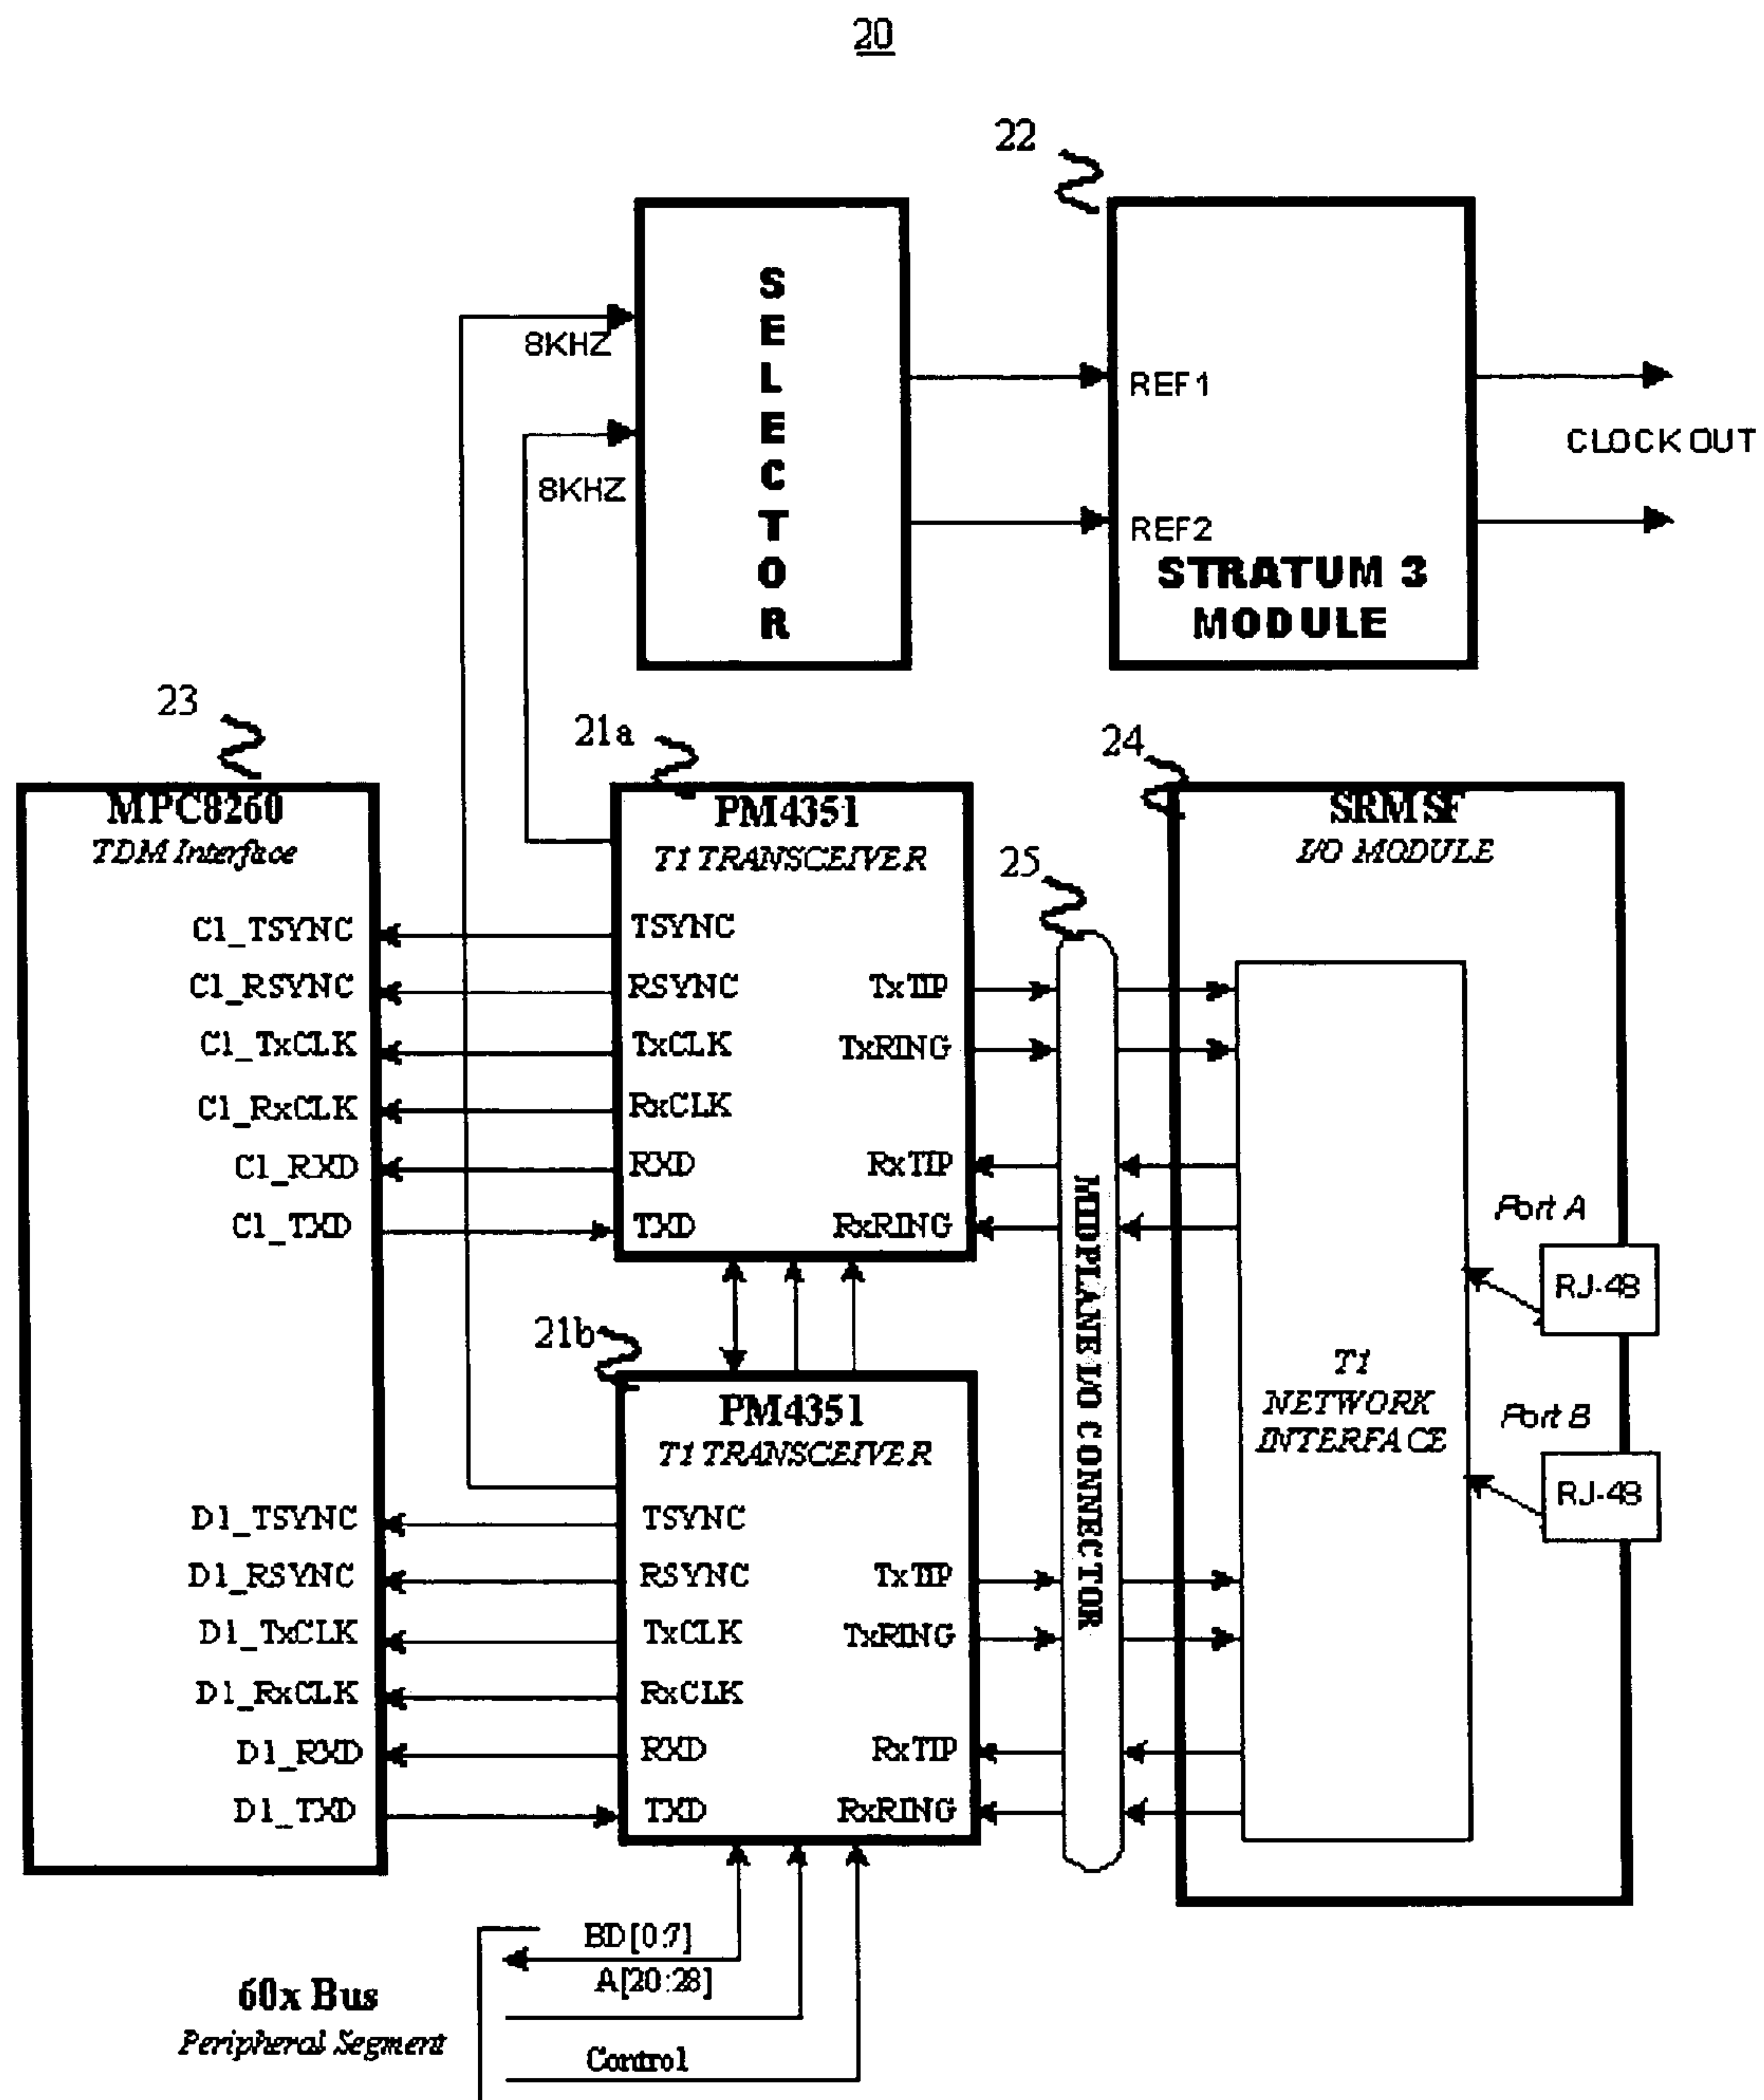 20
22
SELECTOR
8KHZ
8KHZ
REF1
REF2
STRATUM 3
MODULE
CLOCK OUT
23
MPC8260
TDM Interface
C1_TSYNC
C1_RSYNC
C1_TxCLK
C1_RxCLK
C1_RXD
C1_TXD
D1_TSYNC
D1_RSYNC
D1_TxCLK
D1_RxCLK
D1_RXD
D1_TXD
21a
PM4351
T1 TRANSCEIVER
TSYNC
RSYNC
TxCLK
RxCLK
RXD
TXD
TxTIP
TxRING
RxTIP
RxRING
21b
PM4351
T1 TRANSCEIVER
TSYNC
RSYNC
TxCLK
RxCLK
RXD
TXD
TxTIP
TxRING
RxTIP
RxRING
25
MIDPLANE I/O CONNECTOR
24
SRM SF
I/O MODULE
T1
NETWORK
INTERFACE
Port A
RJ-48
Port B
RJ-48
60x Bus
Peripheral Segment
BD[0:7]
A[20:28]
Control